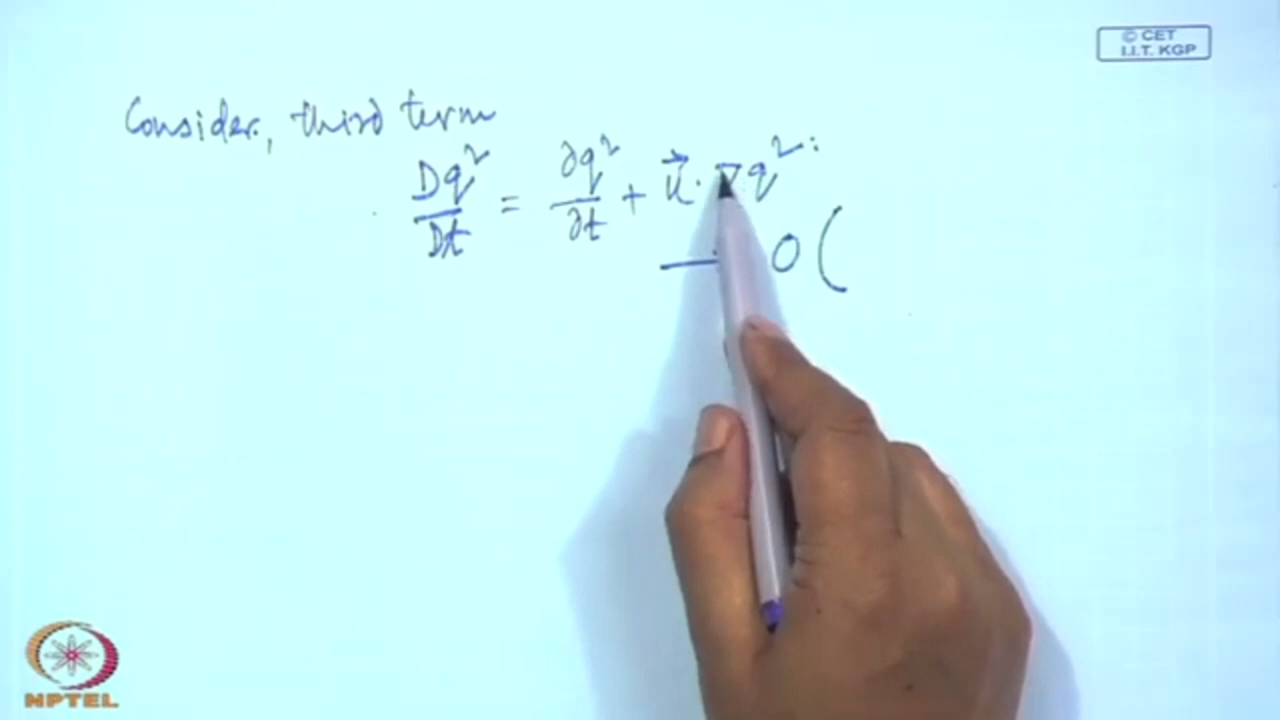 © CET
I.I.T. KGP
Consider, third term
Dq²/Dt = ∂q²/∂t + u⃗ · ∇q² :
O (
NPTEL